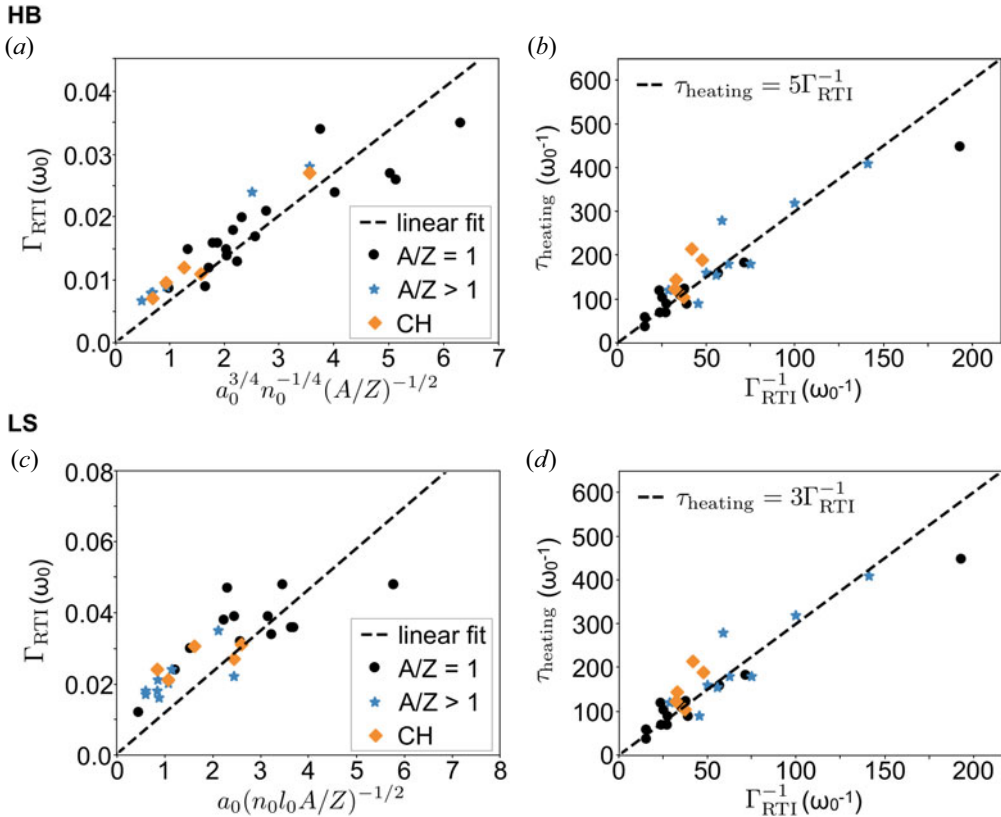 HB
(a)
0.04
0.03
0.02
0.01
0.0
Γ_RTI (ω0)
linear fit
A/Z = 1
A/Z > 1
CH
0 1 2 3 4 5 6 7
a_0^{3/4} n_0^{-1/4} (A/Z)^{-1/2}
(b)
600
500
400
300
200
100
0
τ_heating (ω0⁻¹)
τ_heating = 5Γ_RTI^{-1}
0 50 100 150 200
Γ_RTI^{-1} (ω0⁻¹)
LS
(c)
0.08
0.06
0.04
0.02
0.00
Γ_RTI (ω0)
linear fit
A/Z = 1
A/Z > 1
CH
0 1 2 3 4 5 6 7 8
a_0 (n_0 l_0 A/Z)^{-1/2}
(d)
600
500
400
300
200
100
0
τ_heating (ω0⁻¹)
τ_heating = 3Γ_RTI^{-1}
0 50 100 150 200
Γ_RTI^{-1} (ω0⁻¹)